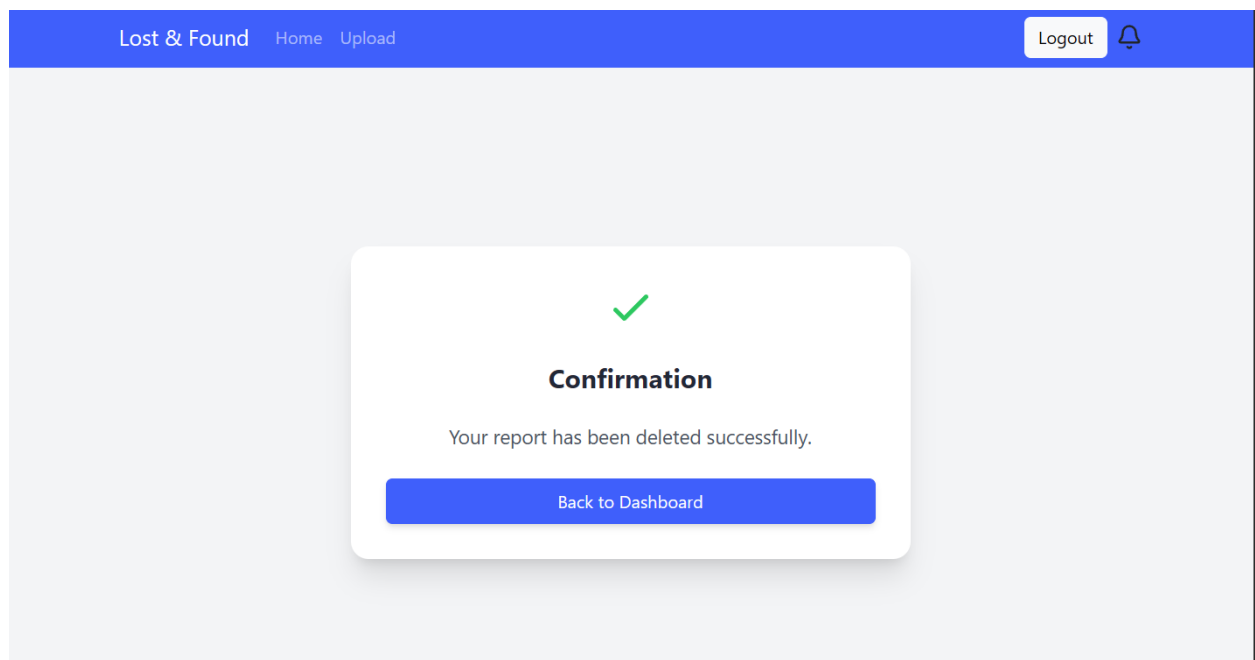 Lost & Found Home Upload Logout
Confirmation
Your report has been deleted successfully.
Back to Dashboard